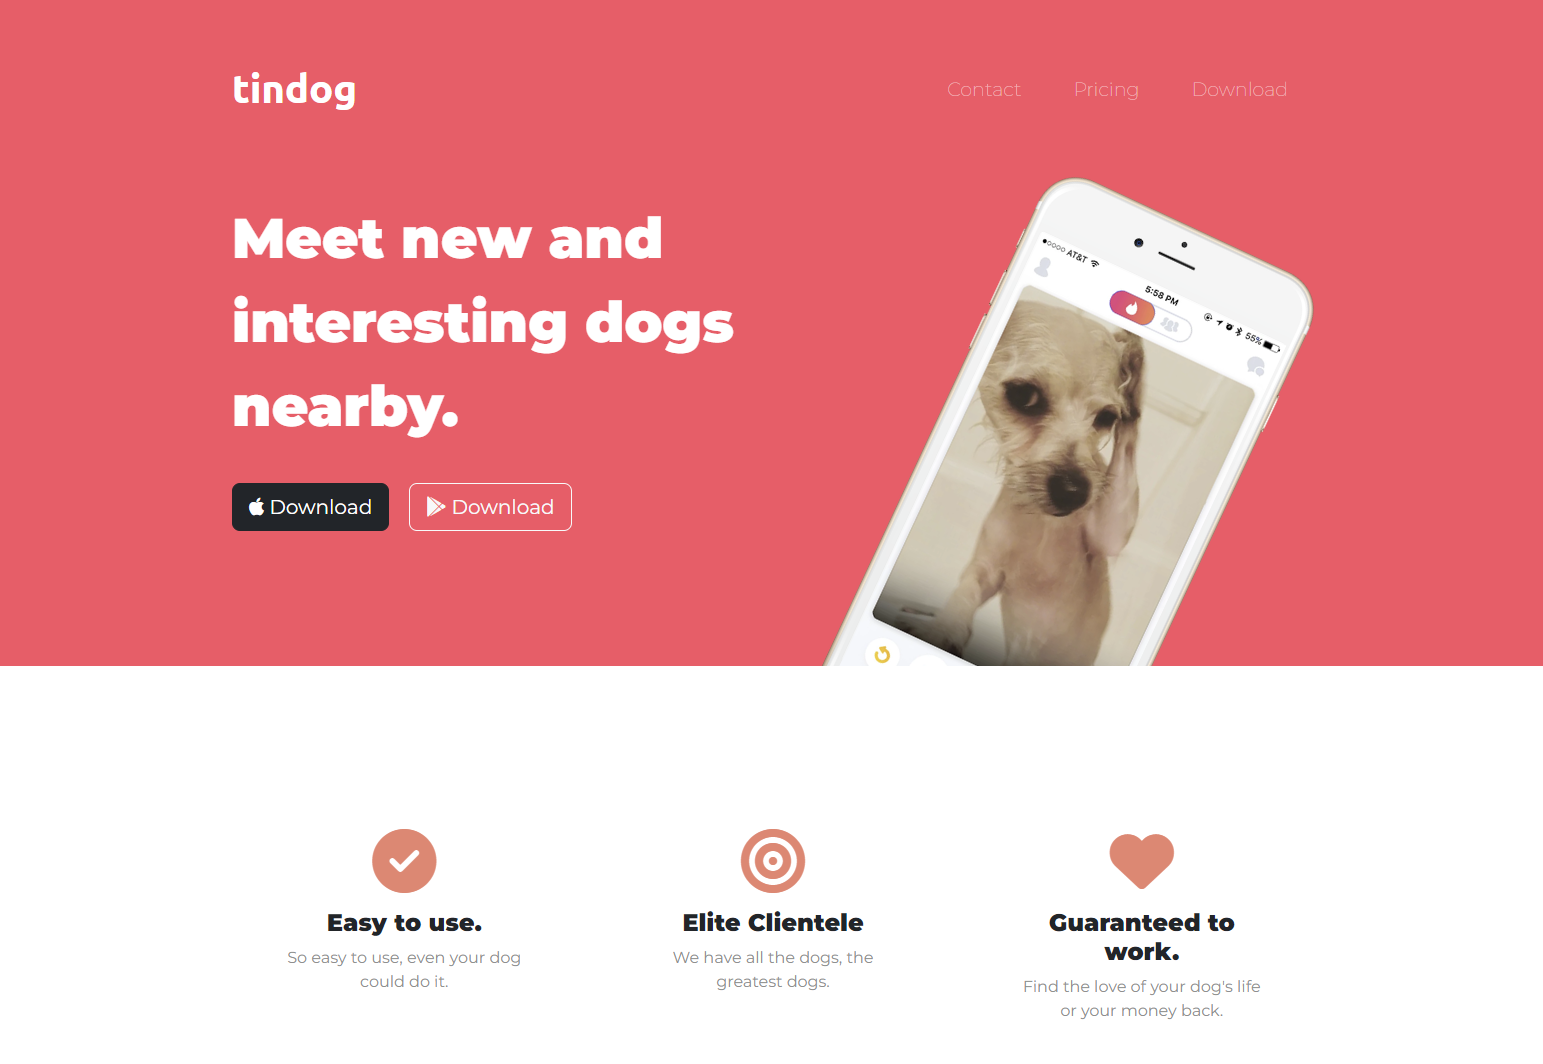 tindog
Contact Pricing Download
Meet new and
interesting dogs
nearby.
Download Download
AT&T
5:58 PM
55%
Easy to use.
So easy to use, even your dog
could do it.
Elite Clientele
We have all the dogs, the
greatest dogs.
Guaranteed to
work.
Find the love of your dog's life
or your money back.